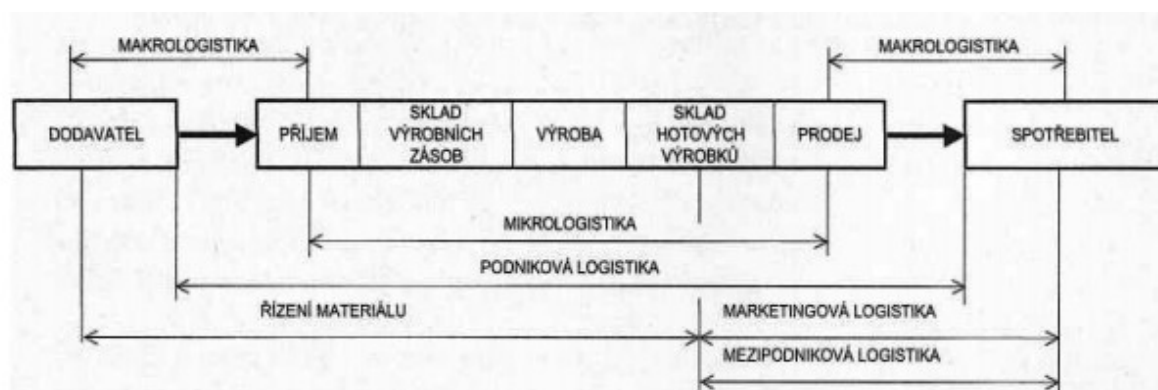 MAKROLOGISTIKA
MAKROLOGISTIKA
DODAVATEL
PŘÍJEM
SKLAD
VÝROBNÍCH
ZÁSOB
VÝROBA
SKLAD
HOTOVÝCH
VÝROBKŮ
PRODEJ
SPOTŘEBITEL
MIKROLOGISTIKA
PODNIKOVÁ LOGISTIKA
ŘÍZENÍ MATERIÁLU
MARKETINGOVÁ LOGISTIKA
MEZIPODNIKOVÁ LOGISTIKA